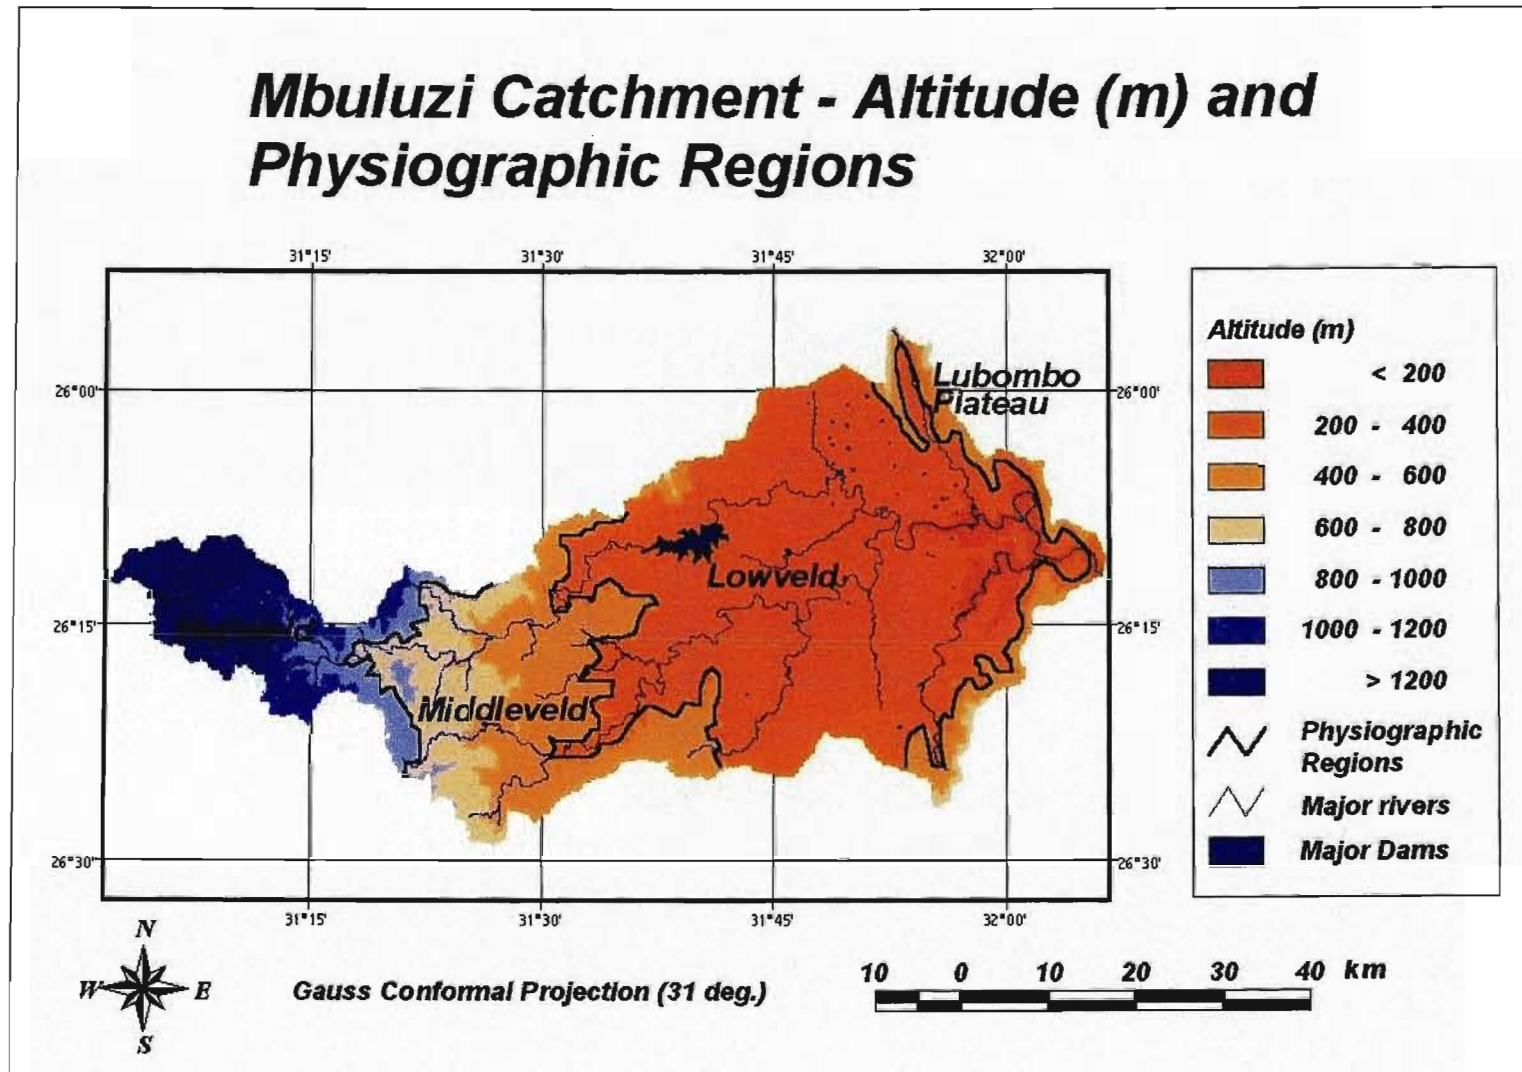 Mbuluzi Catchment - Altitude (m) and
Physiographic Regions
31°15' 31°30' 31°45' 32°00'
26°00' 26°00'
26°15' 26°15'
26°30' 26°30'
31°15' 31°30' 31°45' 32°00'
Lubombo
Plateau
Lowveld
Middleveld
Altitude (m)
< 200
200 - 400
400 - 600
600 - 800
800 - 1000
1000 - 1200
> 1200
Physiographic
Regions
Major rivers
Major Dams
N
W E
S
Gauss Conformal Projection (31 deg.)
10 0 10 20 30 40 km